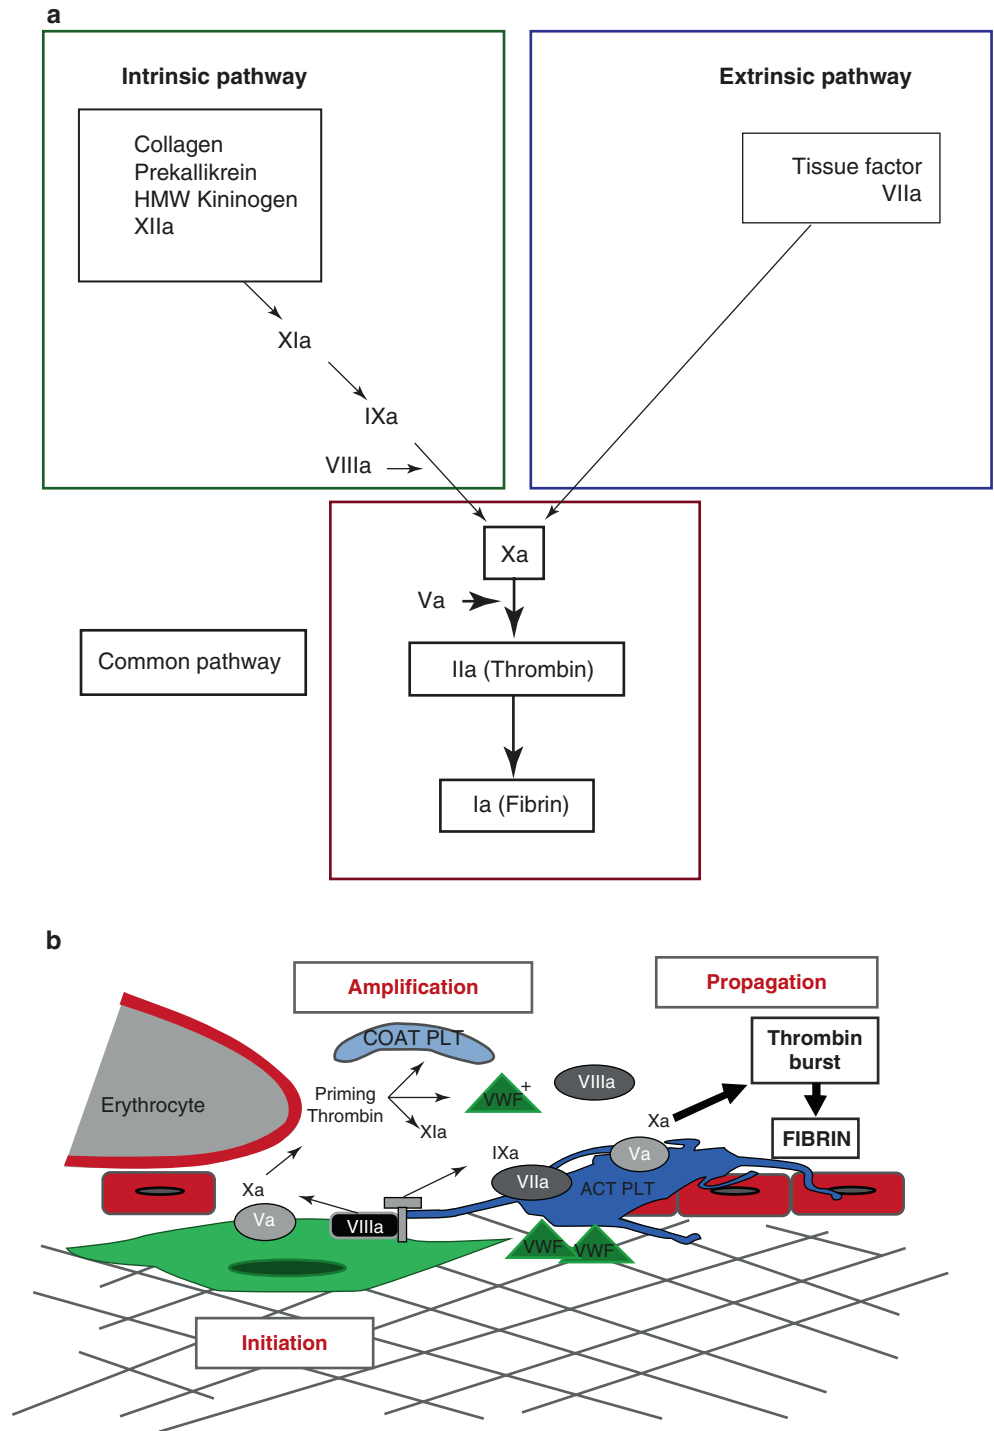 a
Intrinsic pathway
Extrinsic pathway
Collagen
Prekallikrein
HMW Kininogen
XIIa
Tissue factor
VIIa
XIa
IXa
VIIIa
Xa
Va
Common pathway
IIa (Thrombin)
Ia (Fibrin)
b
Amplification
Propagation
COAT PLT
Thrombin
burst
Erythrocyte
Priming
Thrombin
VWF
+
VIIIa
XIa
Xa
FIBRIN
IXa
Va
VIIa
ACT PLT
Xa
Va
VIIIa
VWF
VWF
Initiation